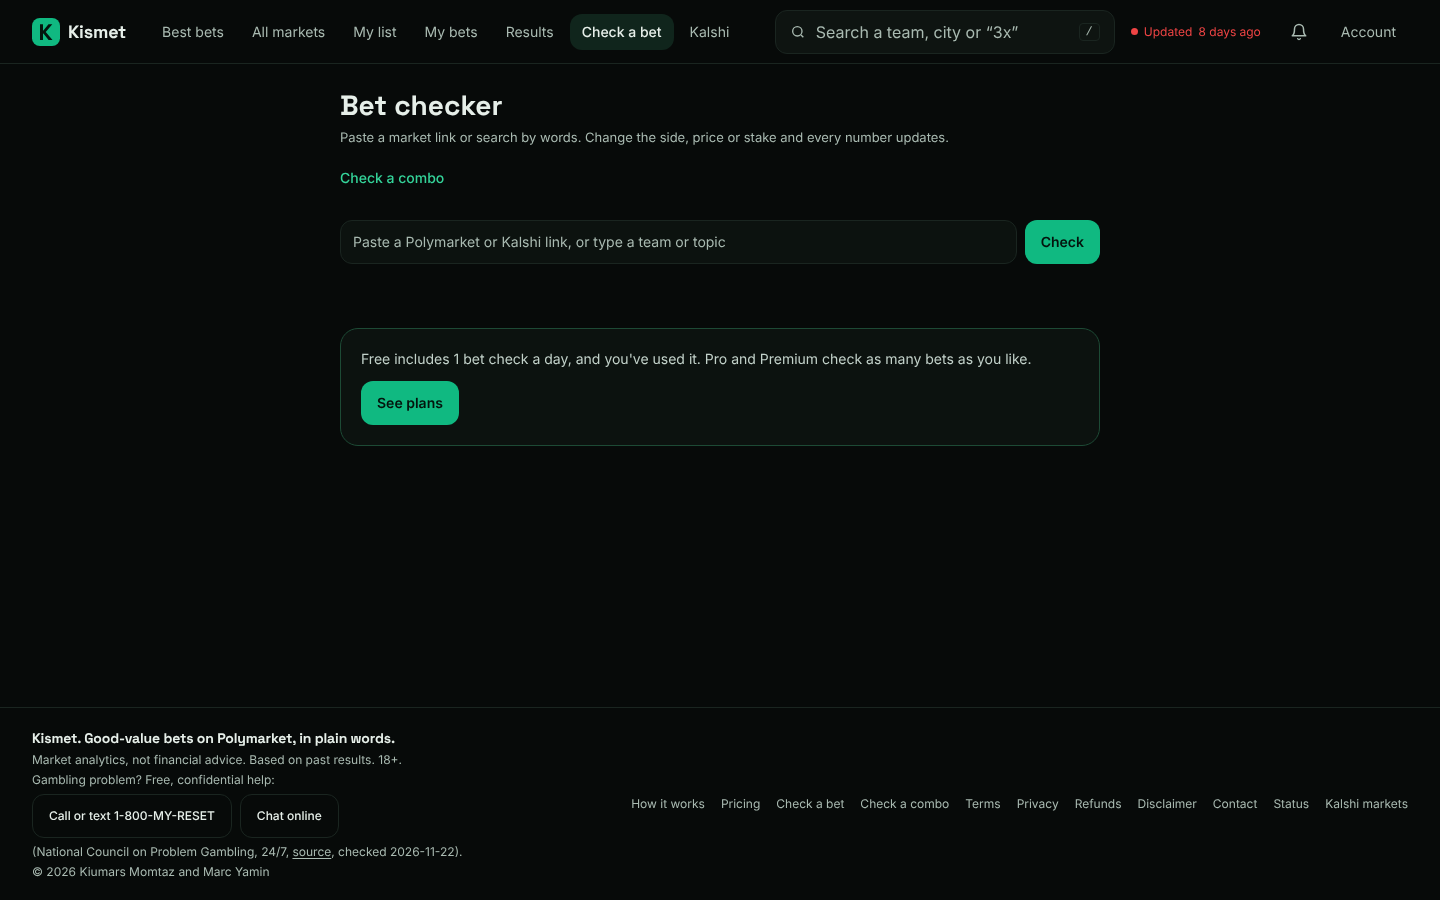 K Kismet
Best bets
All markets
My list
My bets
Results
Check a bet
Kalshi
Search a team, city or “3x”
/
Updated 8 days ago
Account
Bet checker
Paste a market link or search by words. Change the side, price or stake and every number updates.
Check a combo
Paste a Polymarket or Kalshi link, or type a team or topic
Check
Free includes 1 bet check a day, and you've used it. Pro and Premium check as many bets as you like.
See plans
Kismet. Good-value bets on Polymarket, in plain words.
Market analytics, not financial advice. Based on past results. 18+.
Gambling problem? Free, confidential help:
Call or text 1-800-MY-RESET
Chat online
(National Council on Problem Gambling, 24/7, source, checked 2026-11-22).
© 2026 Kiumars Momtaz and Marc Yamin
How it works
Pricing
Check a bet
Check a combo
Terms
Privacy
Refunds
Disclaimer
Contact
Status
Kalshi markets